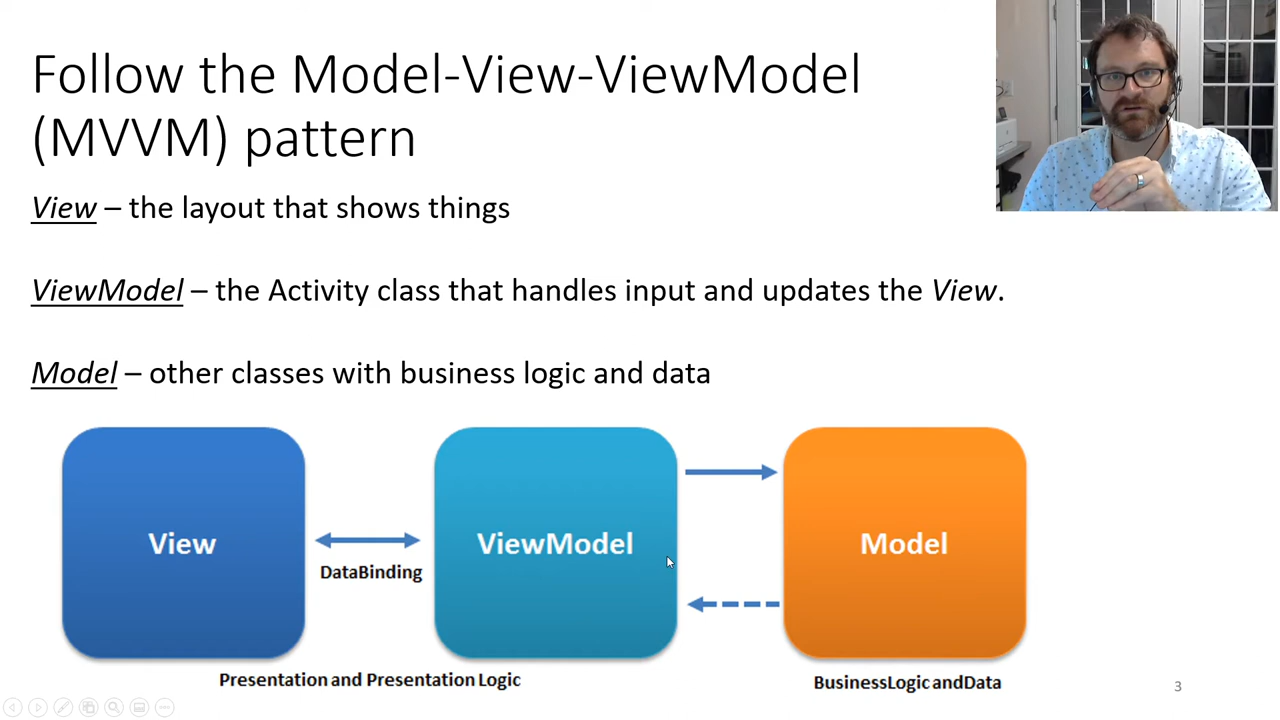 Follow the Model-View-ViewModel
(MVVM) pattern
View – the layout that shows things
ViewModel – the Activity class that handles input and updates the View.
Model – other classes with business logic and data
View
DataBinding
ViewModel
Model
Presentation and Presentation Logic
BusinessLogic andData
3